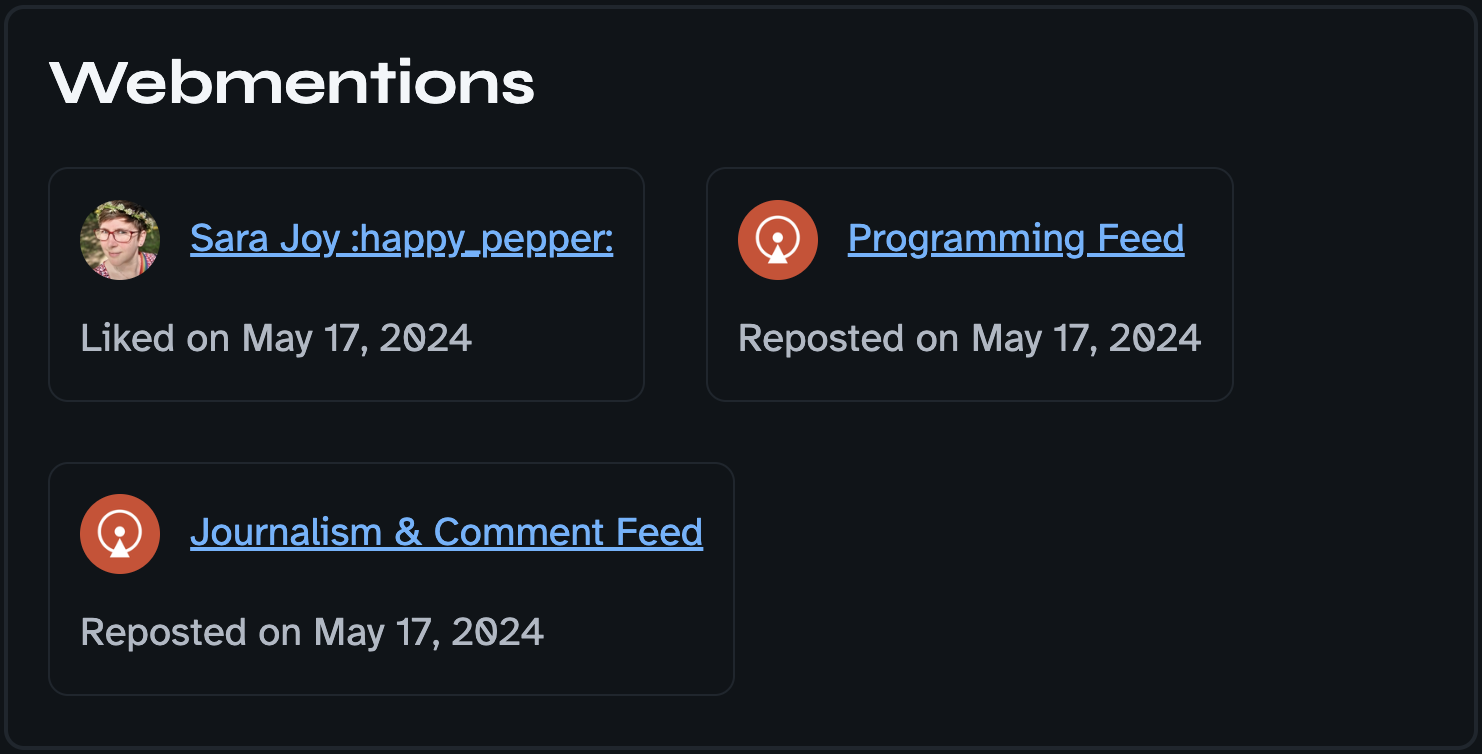 Webmentions
Sara Joy :happy_pepper:
Liked on May 17, 2024
Programming Feed
Reposted on May 17, 2024
Journalism & Comment Feed
Reposted on May 17, 2024